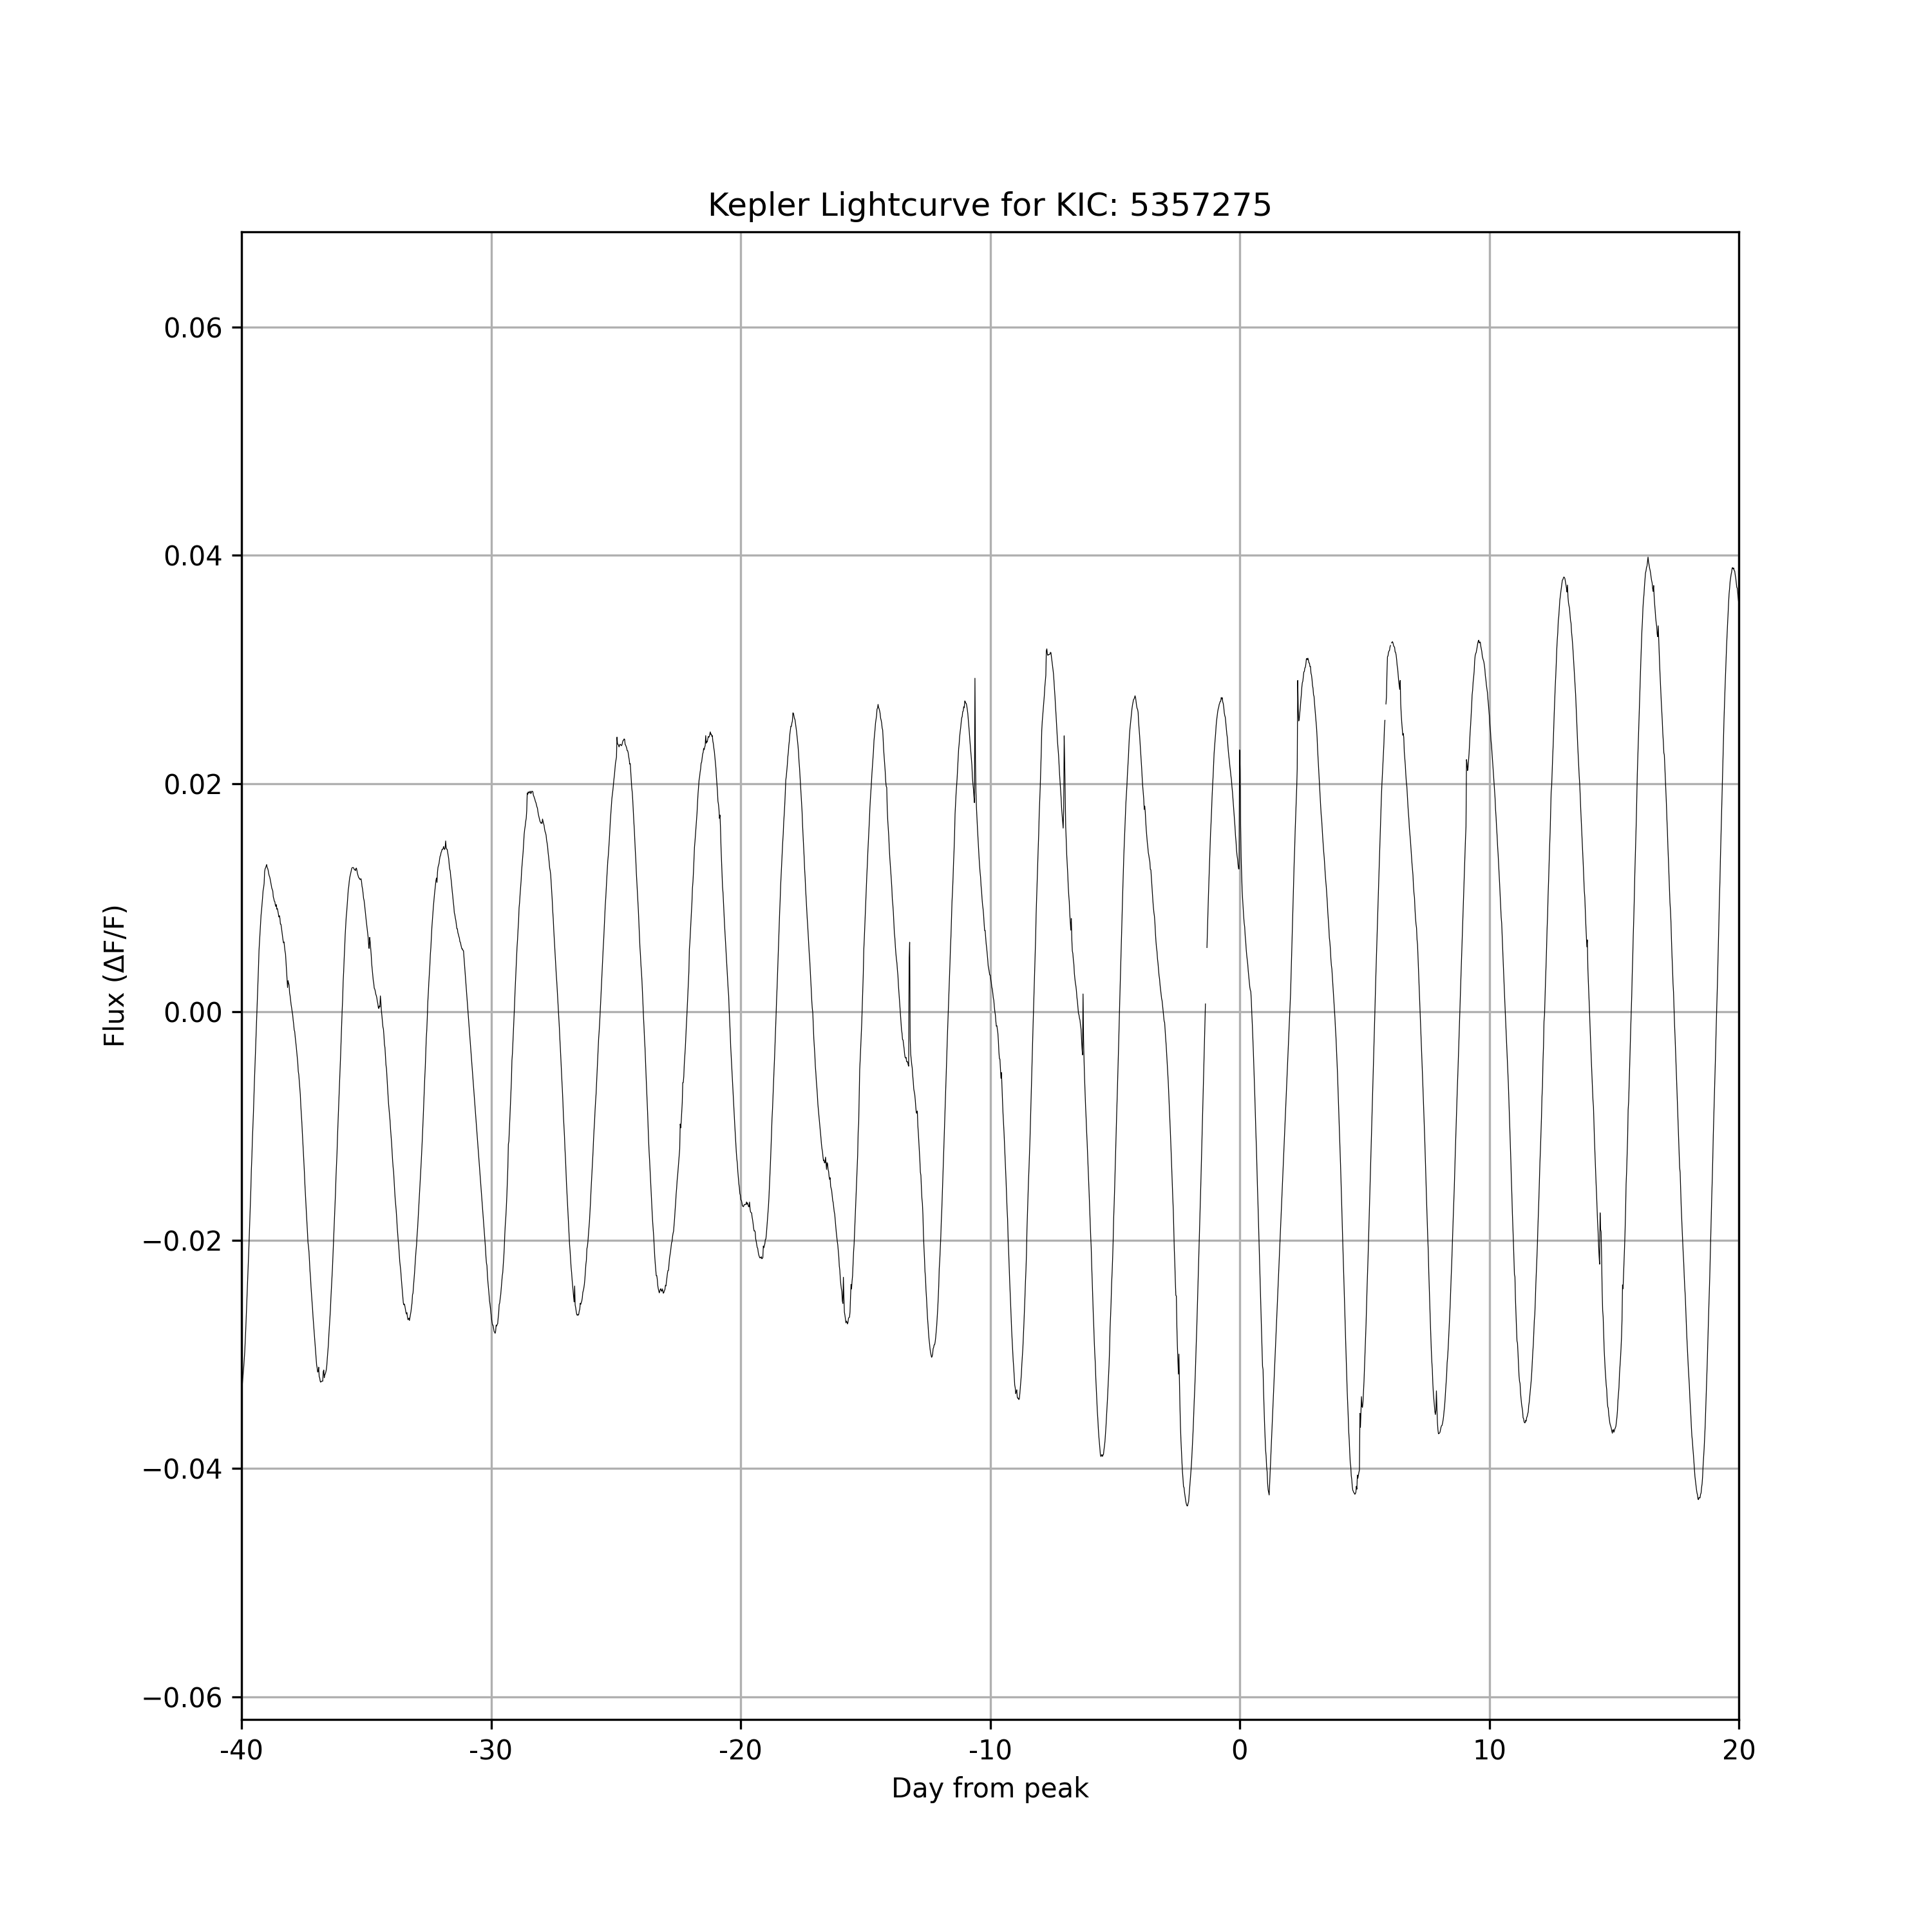 Kepler Lightcurve for KIC: 5357275
Flux (ΔF/F)
0.06
0.04
0.02
0.00
−0.02
−0.04
−0.06
-40 -30 -20 -10 0 10 20
Day from peak